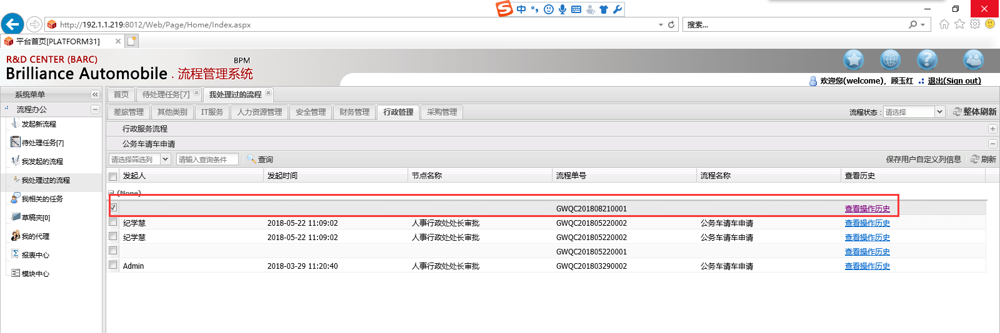 中
http://192.1.1.219:8012/Web/Page/Home/Index.aspx
搜索...
平台首页[PLATFORM31]
R&D CENTER (BARC)
BPM
Brilliance Automobile . 流程管理系统
欢迎您(welcome), 顾玉红 退出(Sign out)
系统菜单
首页 待处理任务[7] 我处理过的流程
流程办公
差旅管理 其他类别 IT服务 人力资源管理 安全管理 财务管理 行政管理 采购管理
流程状态: 请选择 整体刷新
发起新流程
待处理任务[7]
我发起的流程
我处理过的流程
我相关的任务
草稿夹[0]
我的代理
报表中心
模块中心
行政服务流程
公务车请车申请
请选择筛选列 请输入查询条件 查询 保存用户自定义列信息 刷新
发起人 发起时间 节点名称 流程单号 流程名称 查看历史
(None)
GWQC201808210001 查看操作历史
纪学慧 2018-05-22 11:09:02 人事行政处处长审批 GWQC201805220002 公务车请车申请 查看操作历史
纪学慧 2018-05-22 11:09:02 人事行政处处长审批 GWQC201805220002 公务车请车申请 查看操作历史
GWQC201805220001 查看操作历史
Admin 2018-03-29 11:20:40 人事行政处处长审批 GWQC201803290002 公务车请车申请 查看操作历史